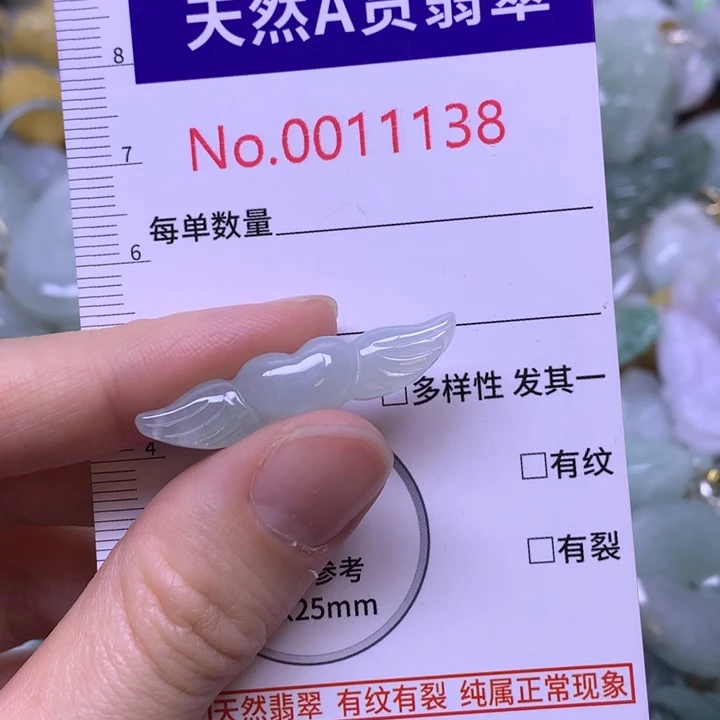 天然A货翡翠
No.0011138
每单数量
8
7
6
4
□多样性 发其一
□有纹
□有裂
参考
25mm
天然翡翠 有纹有裂 纯属正常现象